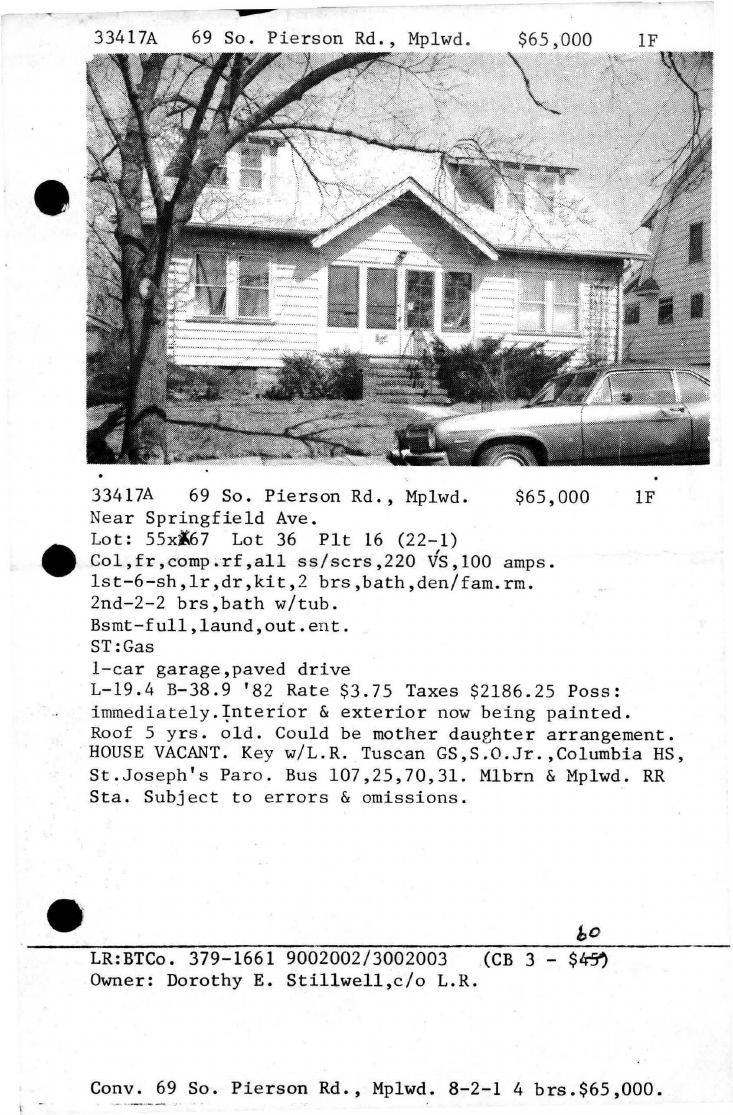 33417A 69 So. Pierson Rd., Mplwd. $65,000 1F
33417A 69 So. Pierson Rd., Mplwd. $65,000 1F
Near Springfield Ave.
Lot: 55x167 Lot 36 Plt 16 (22-1)
Col,fr,comp.rf,all ss/scrs,220 VS,100 amps.
1st-6-sh,lr,dr,kit,2 brs,bath,den/fam.rm.
2nd-2-2 brs,bath w/tub.
Bsmt-full,laund,out.ent.
ST:Gas
1-car garage,paved drive
L-19.4 B-38.9 '82 Rate $3.75 Taxes $2186.25 Poss:
immediately.Interior & exterior now being painted.
Roof 5 yrs. old. Could be mother daughter arrangement.
HOUSE VACANT. Key w/L.R. Tuscan GS,S.O.Jr.,Columbia HS,
St.Joseph's Paro. Bus 107,25,70,31. Mlbrn & Mplwd. RR
Sta. Subject to errors & omissions.
60
LR:BTCo. 379-1661 9002002/3002003 (CB 3 - $45)
Owner: Dorothy E. Stillwell,c/o L.R.
Conv. 69 So. Pierson Rd., Mplwd. 8-2-1 4 brs.$65,000.